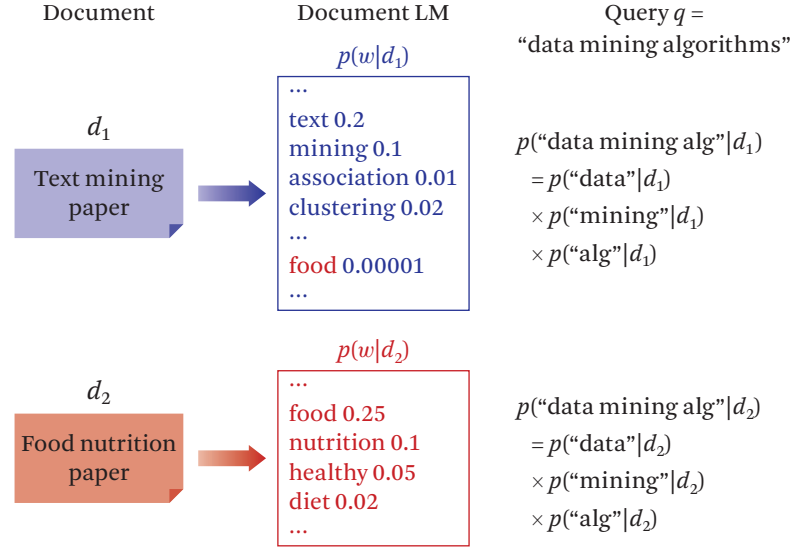 Document
Document LM
Query q =
"data mining algorithms"
p(w|d₁)
d₁
Text mining
paper
...
text 0.2
mining 0.1
association 0.01
clustering 0.02
...
food 0.00001
...
p("data mining alg"|d₁)
= p("data"|d₁)
× p("mining"|d₁)
× p("alg"|d₁)
p(w|d₂)
d₂
Food nutrition
paper
...
food 0.25
nutrition 0.1
healthy 0.05
diet 0.02
...
p("data mining alg"|d₂)
= p("data"|d₂)
× p("mining"|d₂)
× p("alg"|d₂)